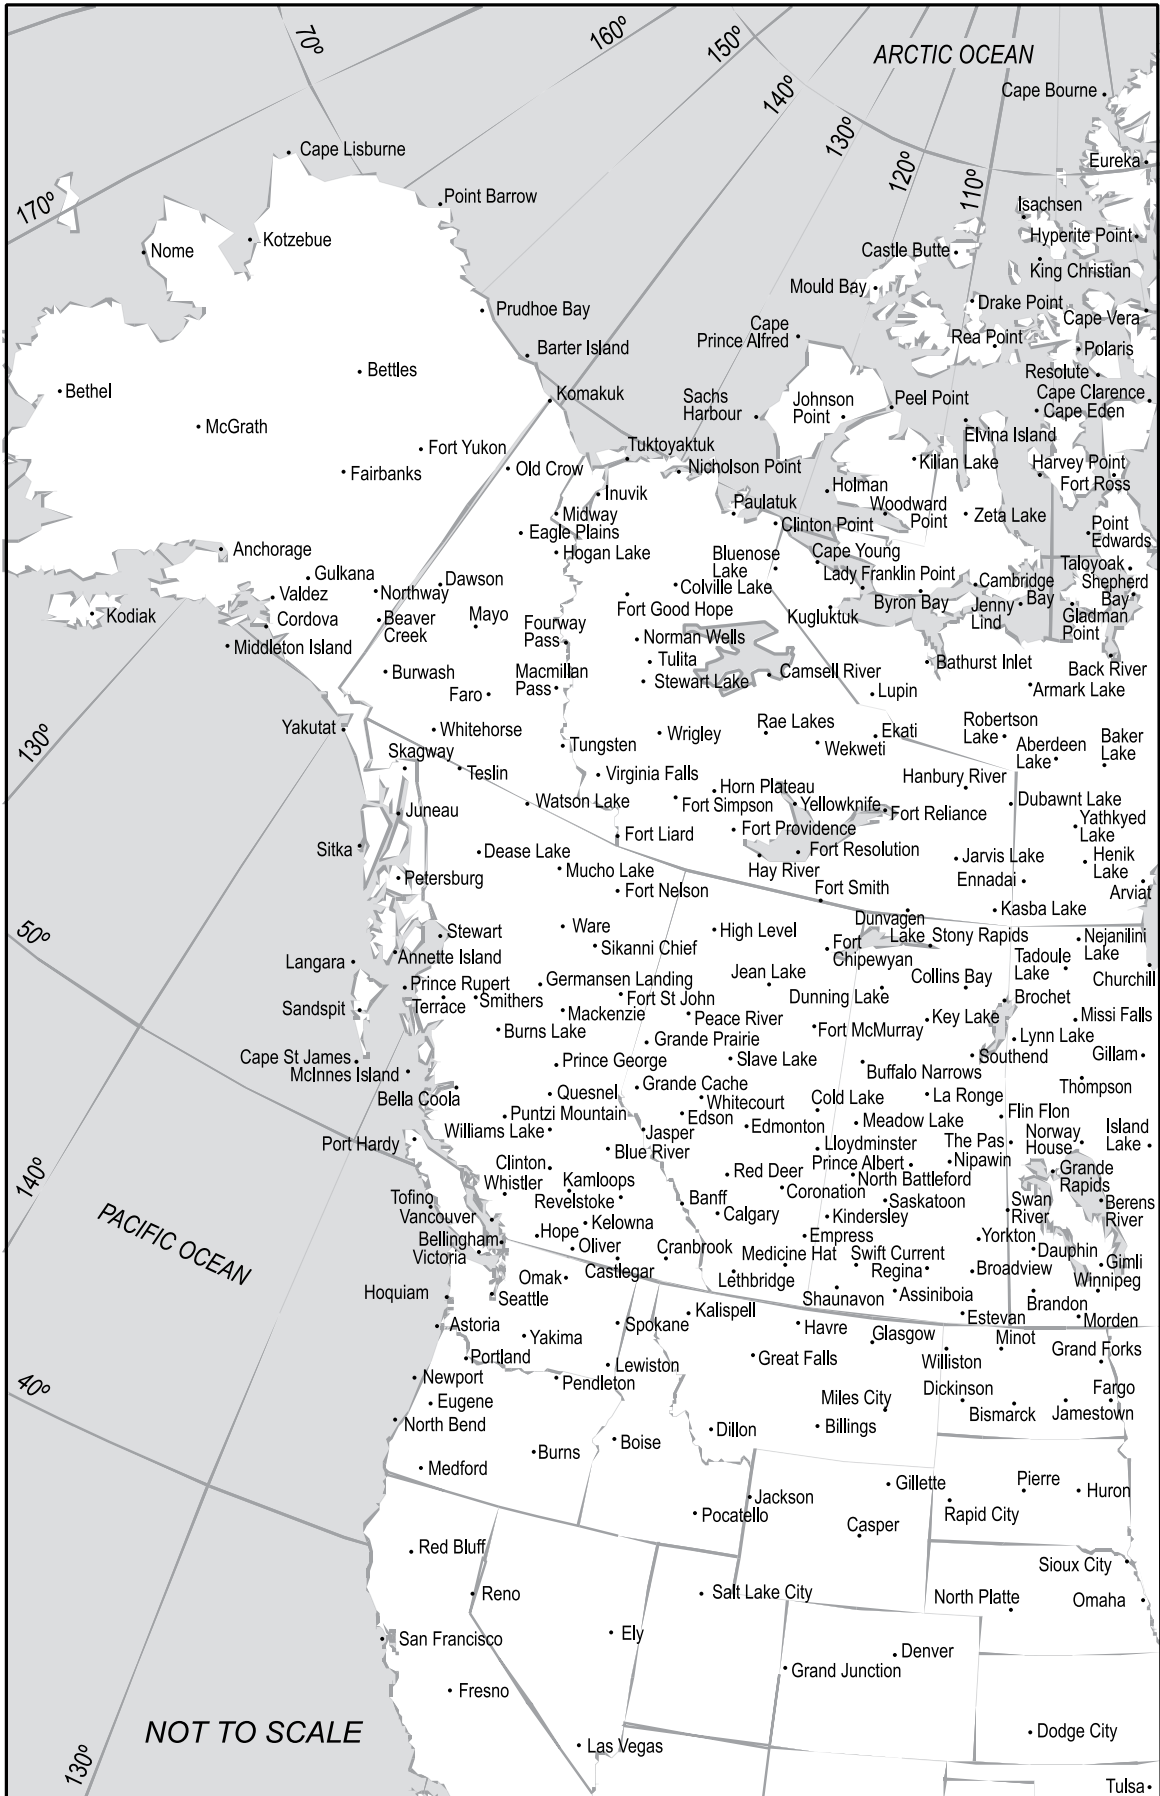 70º
160º
150º
ARCTIC OCEAN
140º
Cape Bourne
130º
Cape Lisburne
120º
Eureka
110º
170º
Point Barrow
Isachsen
Nome
Kotzebue
Hyperite Point
Castle Butte
King Christian
Mould Bay
Drake Point
Prudhoe Bay
Cape Vera
Cape
Prince Alfred
Rea Point
Barter Island
Polaris
Bettles
Resolute
Bethel
Komakuk
Sachs
Harbour
Johnson
Point
Peel Point
Cape Clarence
Cape Eden
McGrath
Elvina Island
Tuktoyaktuk
Fort Yukon
Old Crow
Nicholson Point
Kilian Lake
Harvey Point
Fairbanks
Fort Ross
Inuvik
Holman
Paulatuk
Woodward
Point
Midway
Zeta Lake
Clinton Point
Eagle Plains
Point
Edwards
Anchorage
Hogan Lake
Bluenose
Lake
Cape Young
Taloyoak
Gulkana
Dawson
Lady Franklin Point
Cambridge
Bay
Shepherd
Bay
Valdez
Northway
Colville Lake
Byron Bay
Kodiak
Cordova
Beaver
Creek
Mayo
Fort Good Hope
Kugluktuk
Jenny
Lind
Gladman
Point
Fourway
Pass
Norman Wells
Middleton Island
Tulita
Bathurst Inlet
Back River
Burwash
Macmillan
Pass
Stewart Lake
Camsell River
Faro
Lupin
Armark Lake
Yakutat
Whitehorse
Wrigley
Rae Lakes
Ekati
Robertson
Lake
Baker
Lake
130º
Skagway
Tungsten
Wekweti
Aberdeen
Lake
Teslin
Virginia Falls
Hanbury River
Horn Plateau
Juneau
Watson Lake
Fort Simpson
Yellowknife
Fort Reliance
Dubawnt Lake
Fort Liard
Fort Providence
Yathkyed
Lake
Sitka
Dease Lake
Fort Resolution
Jarvis Lake
Henik
Lake
Mucho Lake
Hay River
Petersburg
Fort Nelson
Fort Smith
Ennadai
Arviat
Kasba Lake
50º
Stewart
Ware
High Level
Dunvagen
Lake
Stony Rapids
Nejanilini
Lake
Sikanni Chief
Fort
Chipewyan
Annette Island
Tadoule
Lake
Langara
Jean Lake
Collins Bay
Churchill
Prince Rupert
Germansen Landing
Terrace
Smithers
Fort St John
Dunning Lake
Brochet
Sandspit
Mackenzie
Peace River
Key Lake
Missi Falls
Burns Lake
Fort McMurray
Grande Prairie
Lynn Lake
Cape St James
Prince George
Slave Lake
Southend
Gillam
McInnes Island
Buffalo Narrows
Bella Coola
Quesnel
Grande Cache
Thompson
Whitecourt
Cold Lake
La Ronge
Puntzi Mountain
Edson
Flin Flon
Williams Lake
Jasper
Edmonton
Meadow Lake
Port Hardy
Blue River
Lloydminster
The Pas
Norway
House
Island
Lake
Clinton
Prince Albert
Nipawin
140º
Whistler
Kamloops
Red Deer
North Battleford
Grande
Rapids
Tofino
Revelstoke
Banff
Coronation
Saskatoon
Swan
River
Berens
River
Vancouver
Kelowna
Calgary
Kindersley
PACIFIC OCEAN
Bellingham
Hope
Empress
Yorkton
Victoria
Oliver
Cranbrook
Medicine Hat
Swift Current
Dauphin
Castlegar
Regina
Broadview
Gimli
Omak
Lethbridge
Winnipeg
Hoquiam
Seattle
Shaunavon
Assiniboia
Brandon
Astoria
Spokane
Kalispell
Havre
Estevan
Morden
Yakima
Glasgow
Minot
Portland
Lewiston
Great Falls
Williston
Grand Forks
40º
Newport
Pendleton
Dickinson
Fargo
Eugene
Miles City
Bismarck
Jamestown
North Bend
Billings
Dillon
Boise
Burns
Medford
Gillette
Pierre
Huron
Jackson
Pocatello
Casper
Rapid City
Red Bluff
Sioux City
Reno
Salt Lake City
North Platte
Omaha
San Francisco
Ely
Denver
Grand Junction
Fresno
NOT TO SCALE
Dodge City
Las Vegas
130º
Tulsa